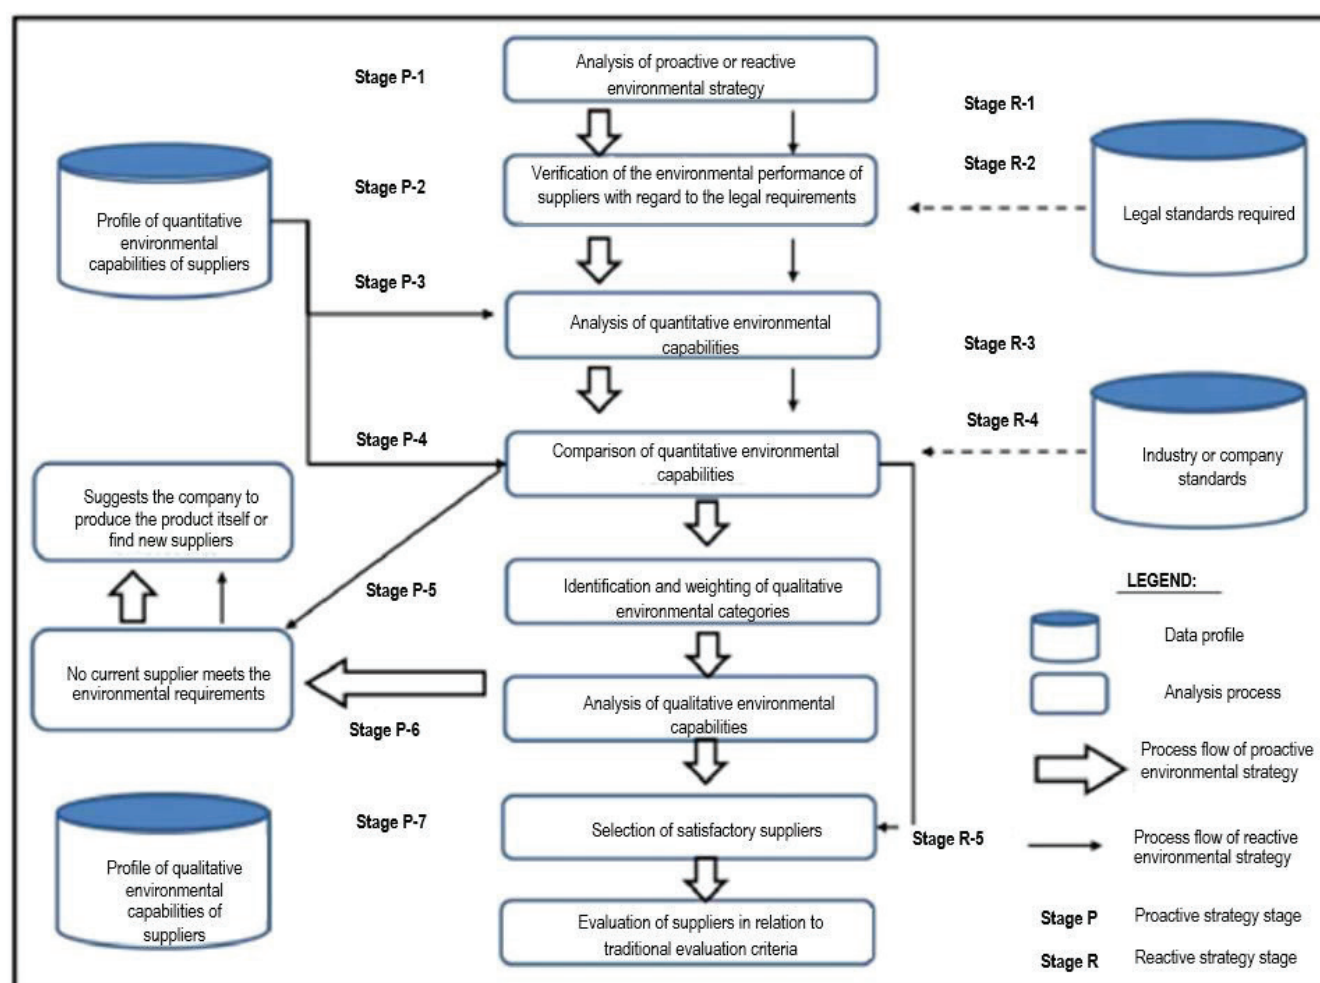 Stage P-1
Analysis of proactive or reactive
environmental strategy
Stage R-1
Stage P-2
Verification of the environmental performance of
suppliers with regard to the legal requirements
Stage R-2
Legal standards required
Profile of quantitative
environmental
capabilities of suppliers
Stage P-3
Analysis of quantitative environmental
capabilities
Stage R-3
Stage P-4
Comparison of quantitative environmental
capabilities
Stage R-4
Industry or company
standards
Suggests the company to
produce the product itself or
find new suppliers
Stage P-5
Identification and weighting of qualitative
environmental categories
No current supplier meets the
environmental requirements
Stage P-6
Analysis of qualitative environmental
capabilities
Stage P-7
Selection of satisfactory suppliers
Stage R-5
Profile of qualitative
environmental
capabilities of
suppliers
Evaluation of suppliers in relation to
traditional evaluation criteria
LEGEND:
Data profile
Analysis process
Process flow of proactive
environmental strategy
Process flow of reactive
environmental strategy
Stage P Proactive strategy stage
Stage R Reactive strategy stage